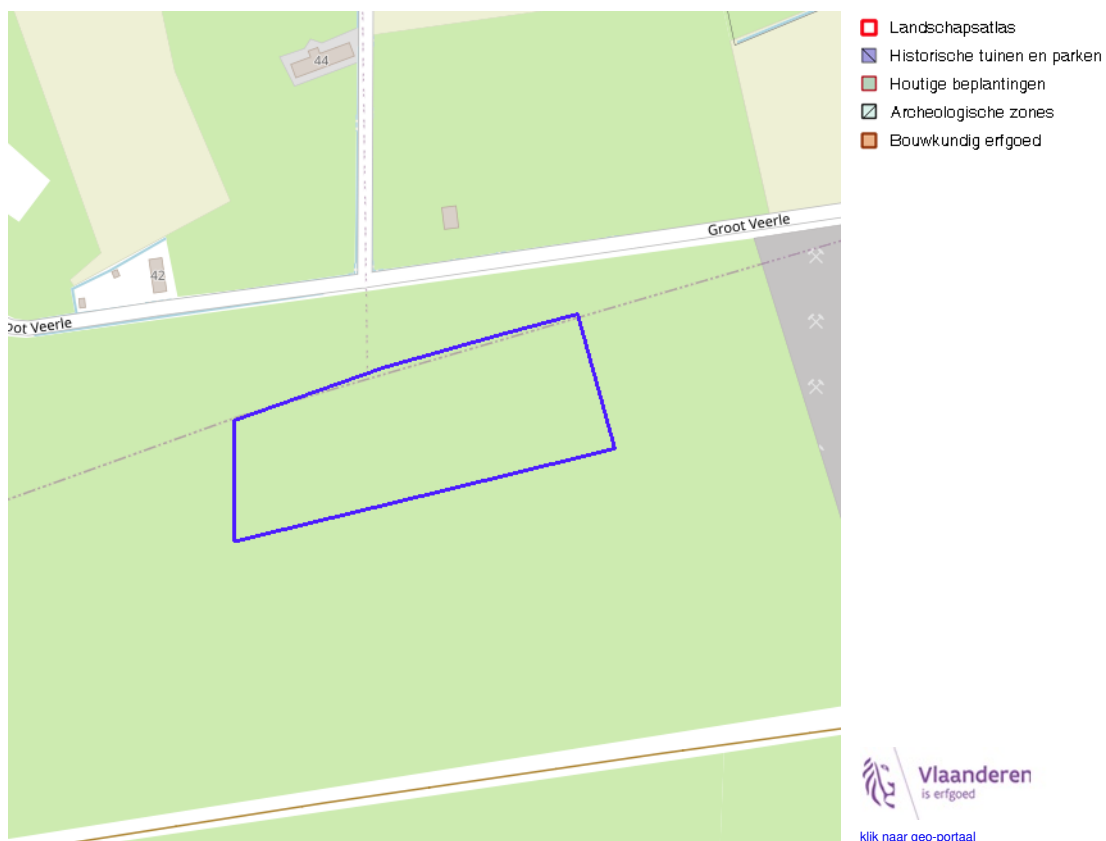 44
Groot Veerle
42
oot Veerle
Landschapsatlas
Historische tuinen en parken
Houtige beplantingen
Archeologische zones
Bouwkundig erfgoed
Vlaanderen
is erfgoed
klik naar geo-portaal